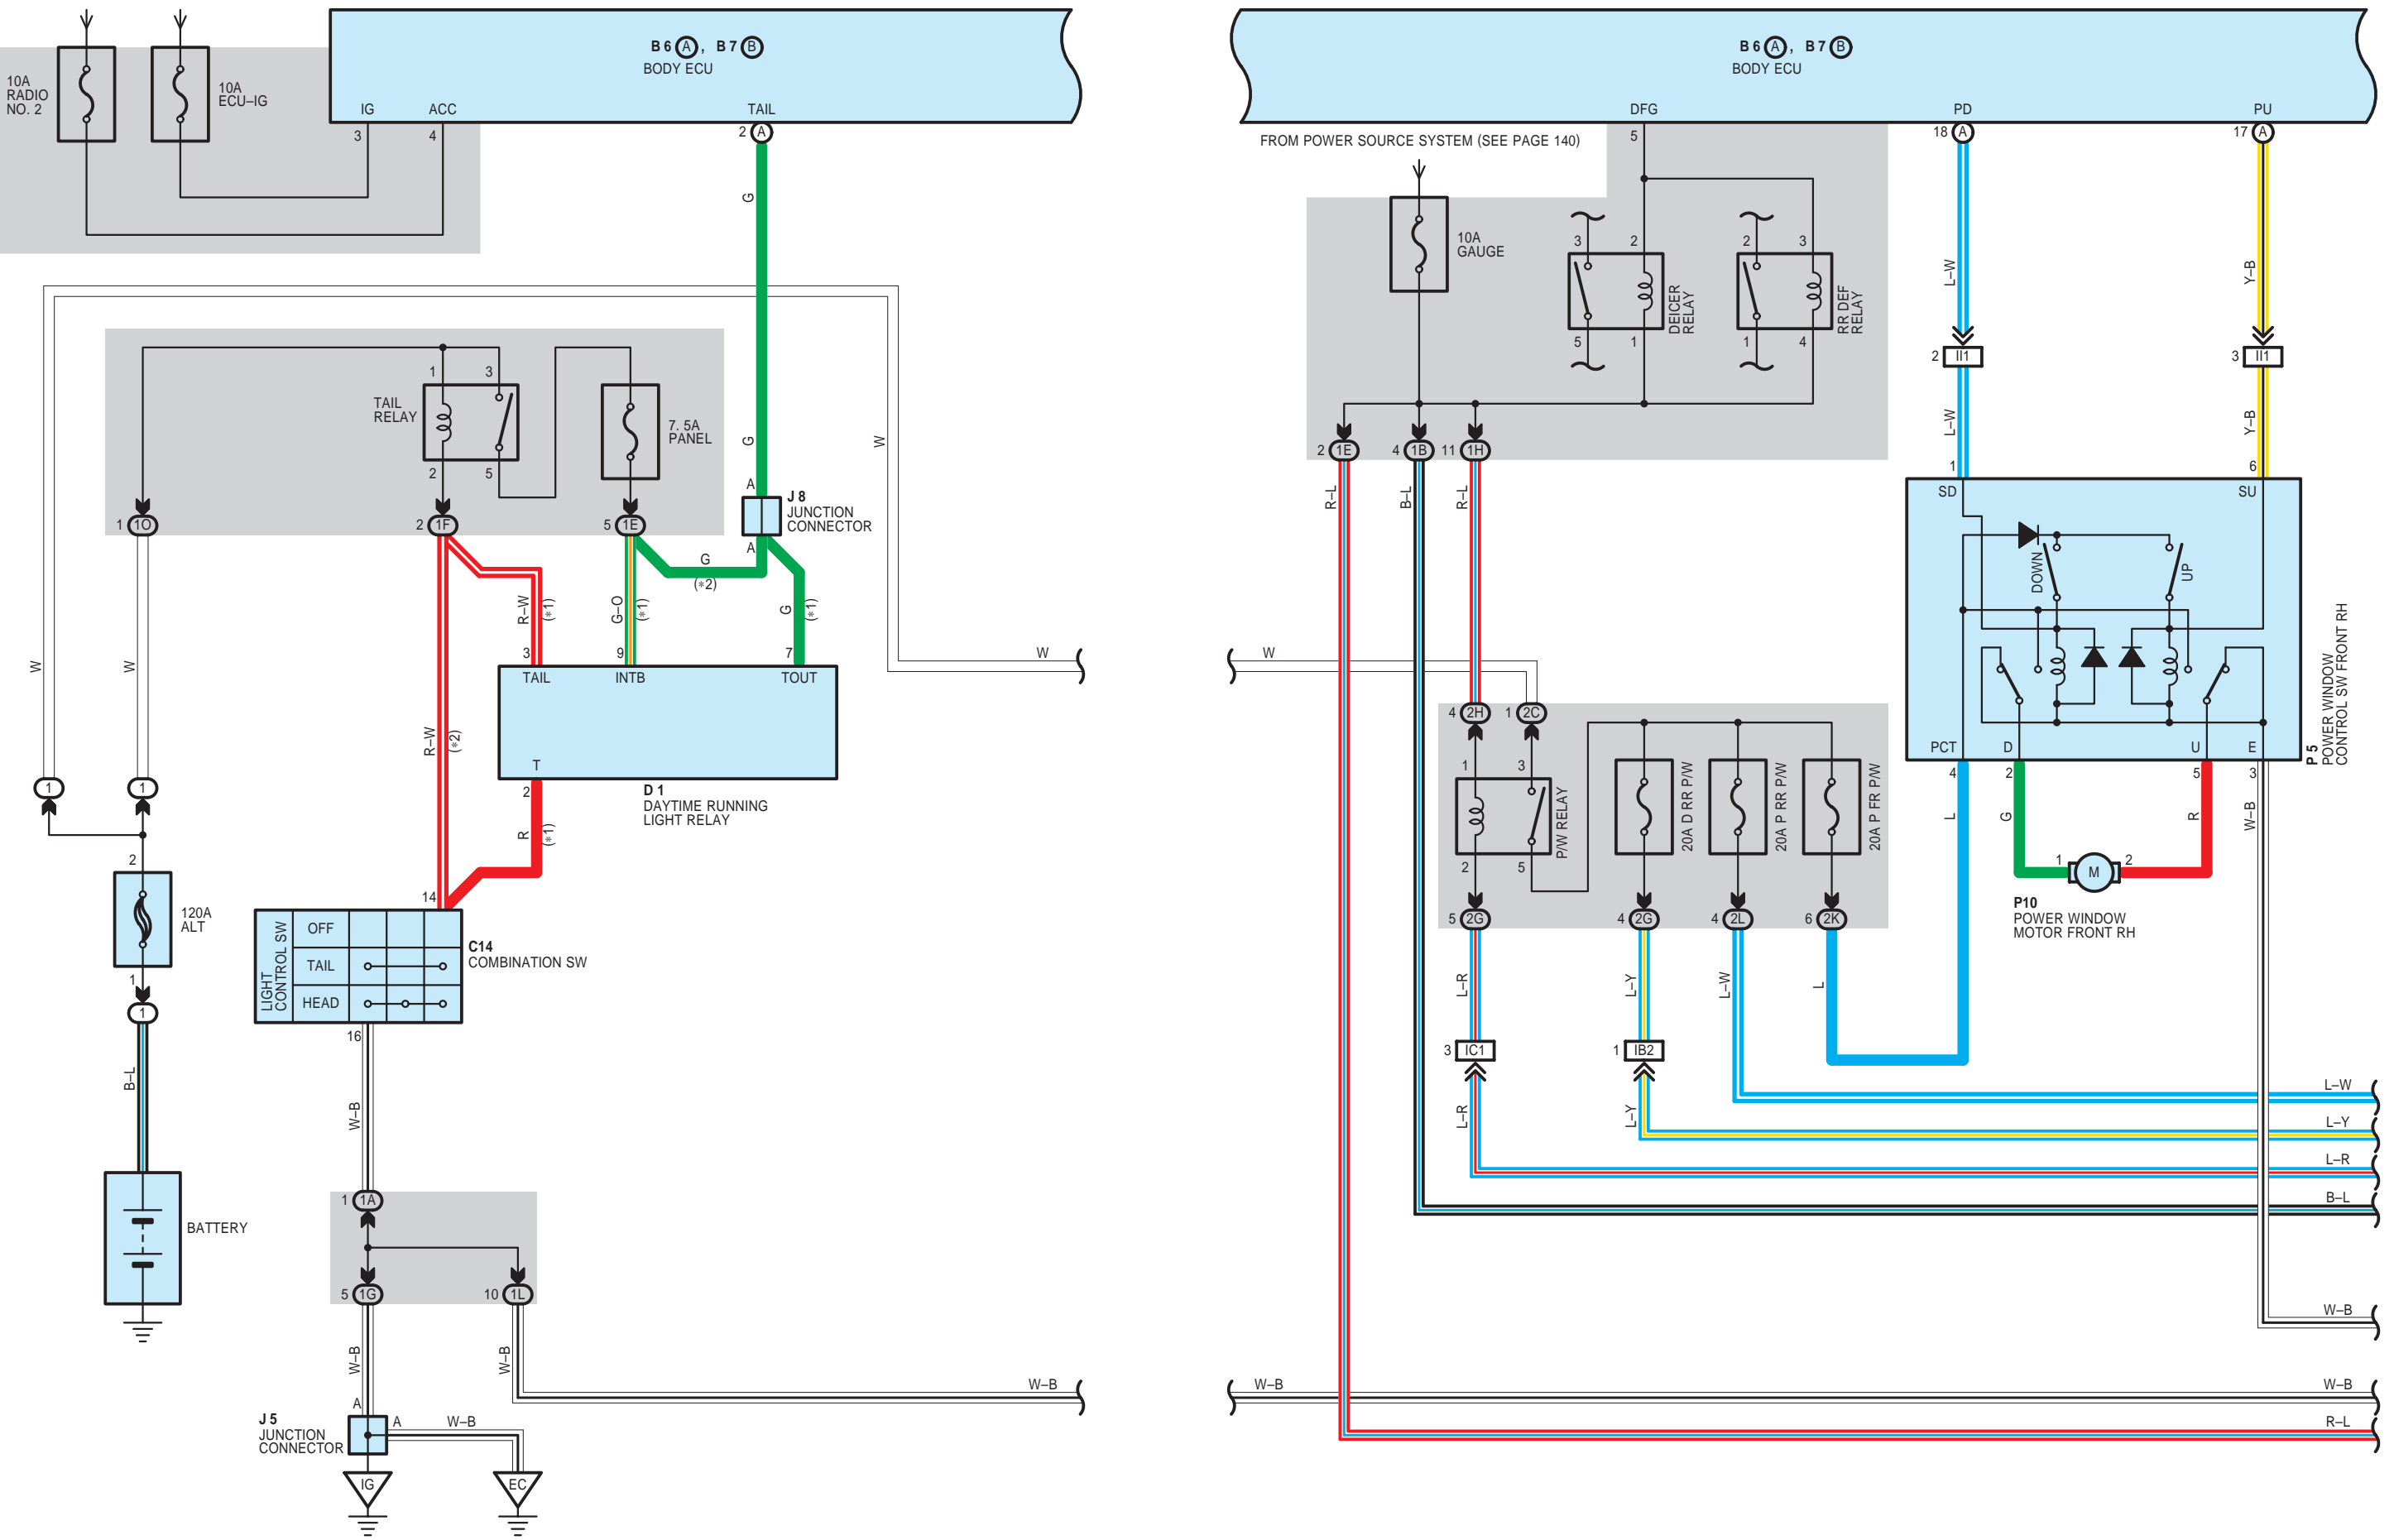 B 6 A , B 7 B
BODY ECU
IG
ACC
TAIL
3
4
2 A
10A
RADIO
NO. 2
10A
ECU–IG
G
W
1
3
TAIL
RELAY
2
5
7. 5A
PANEL
G
W
A
J 8
JUNCTION
CONNECTOR
A
1 1O
2 1F
5 1E
G
(∗2)
R–W
(∗1)
G–O
(∗1)
G
(∗1)
W
W
3
9
7
TAIL
INTB
TOUT
R–W
(∗2)
T
2
D 1
DAYTIME RUNNING
LIGHT RELAY
R
(∗1)
1
1
2
120A
ALT
1
1
B–L
BATTERY
14
LIGHT
CONTROL SW
OFF
TAIL
HEAD
C14
COMBINATION SW
16
W–B
1 1A
5 1G
10 1L
W–B
W–B
W–B
A
J 5
JUNCTION
CONNECTOR
A
W–B
IG
EC
B 6 A , B 7 B
BODY ECU
DFG
PD
PU
5
18 A
17 A
FROM POWER SOURCE SYSTEM (SEE PAGE 140)
10A
GAUGE
3
2
5
1
DEICER
RELAY
2
3
1
4
RR DEF
RELAY
L–W
Y–B
2 II1
3 II1
L–W
Y–B
2 1E
4 1B
11 1H
R–L
B–L
R–L
1
6
SD
SU
DOWN
UP
PCT
D
U
E
4
2
5
3
P 5
POWER WINDOW
CONTROL SW FRONT RH
L
G
R
W–B
1
M
2
P10
POWER WINDOW
MOTOR FRONT RH
W
4 2H
1 2C
1
3
2
5
P/W RELAY
20A D RR P/W
20A P RR P/W
20A P FR P/W
5 2G
4 2G
4 2L
6 2K
L–R
L–Y
L–W
L
3 IC1
1 IB2
L–R
L–Y
L–W
L–Y
L–R
B–L
W–B
W–B
W–B
R–L